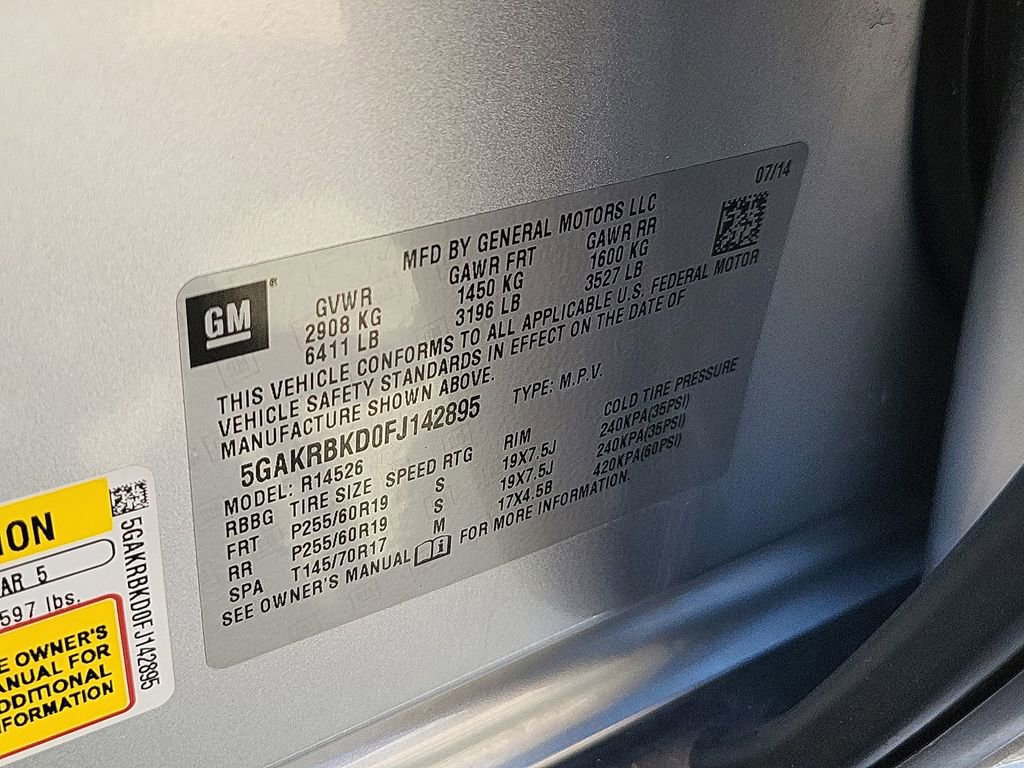 07/14
MFD BY GENERAL MOTORS LLC
GM
®
GVWR GAWR FRT GAWR RR
2908 KG 1450 KG 1600 KG
6411 LB 3196 LB 3527 LB
THIS VEHICLE CONFORMS TO ALL APPLICABLE U.S. FEDERAL MOTOR
VEHICLE SAFETY STANDARDS IN EFFECT ON THE DATE OF
MANUFACTURE SHOWN ABOVE.
5GAKRBKD0FJ142895 TYPE: M.P.V.
MODEL: R14526
RBBG TIRE SIZE SPEED RTG RIM COLD TIRE PRESSURE
FRT P255/60R19 S 19X7.5J 240KPA(35PSI)
RR P255/60R19 S 19X7.5J 240KPA(35PSI)
SPA T145/70R17 M 17X4.5B 420KPA(60PSI)
SEE OWNER'S MANUAL i FOR MORE INFORMATION.
ION
AR 5
597 lbs.
E OWNER'S
ANUAL FOR
DDITIONAL
FORMATION
5GAKRBKD0FJ142895